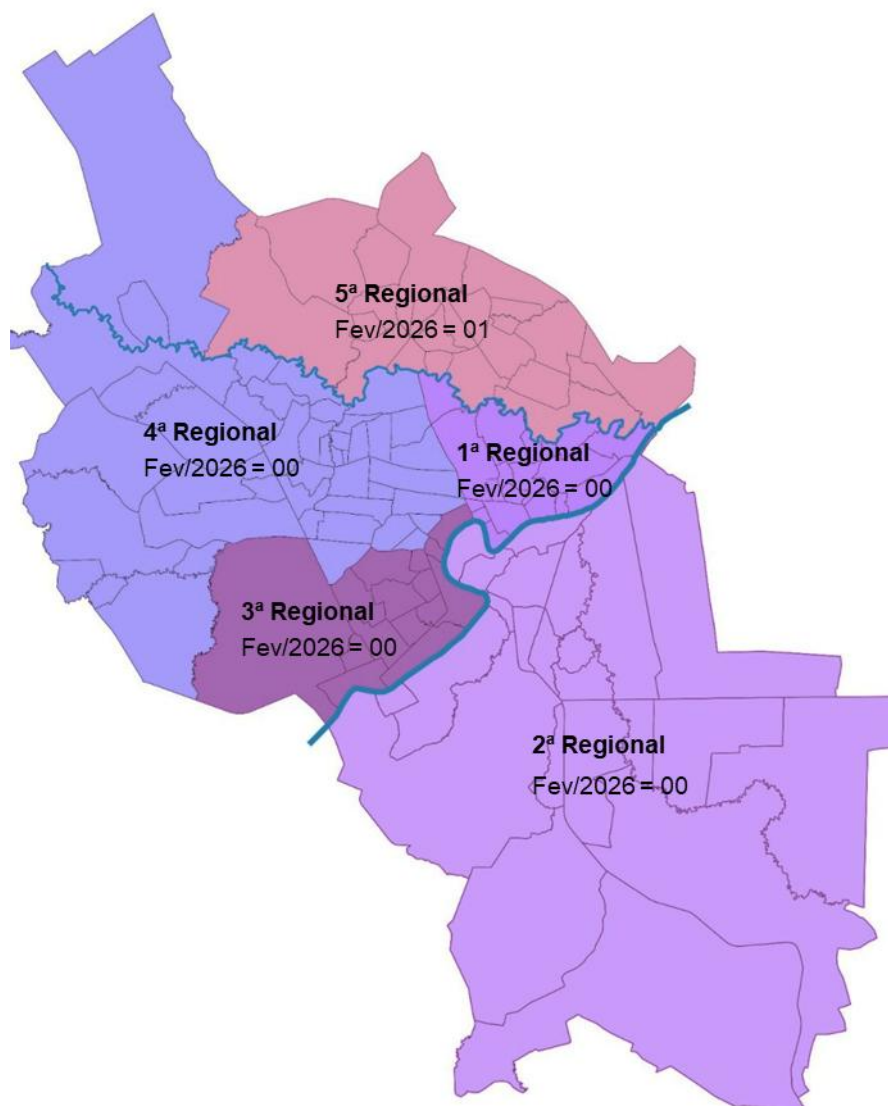 5ª Regional
Fev/2026 = 01
4ª Regional
Fev/2026 = 00
1ª Regional
Fev/2026 = 00
3ª Regional
Fev/2026 = 00
2ª Regional
Fev/2026 = 00